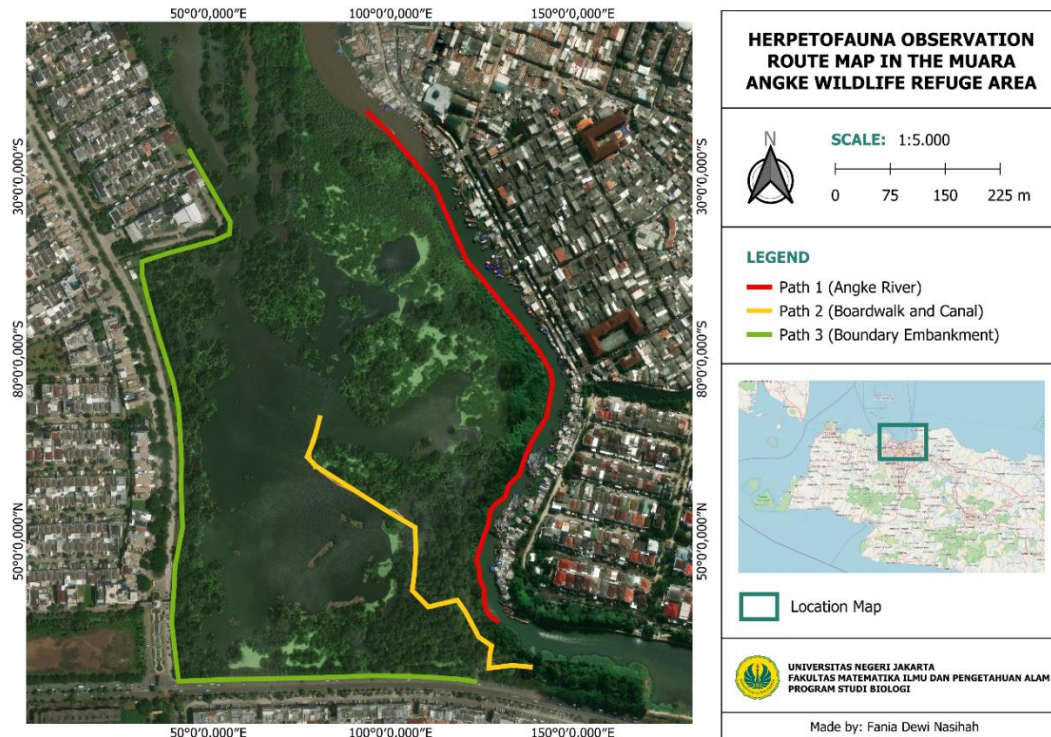 50°0'0,000"E
100°0'0,000"E
150°0'0,000"E
30°0'0,000"S
80°0'0,000"S
50°0'0,000"N
30°0'0,000"S
80°0'0,000"S
50°0'0,000"N
50°0'0,000"E
100°0'0,000"E
150°0'0,000"E
HERPETOFAUNA OBSERVATION
ROUTE MAP IN THE MUARA
ANGKE WILDLIFE REFUGE AREA
N
SCALE: 1:5.000
0 75 150 225 m
LEGEND
Path 1 (Angke River)
Path 2 (Boardwalk and Canal)
Path 3 (Boundary Embankment)
Location Map
UNIVERSITAS NEGERI JAKARTA
FAKULTAS MATEMATIKA ILMU DAN PENGETAHUAN ALAM
PROGRAM STUDI BIOLOGI
Made by: Fania Dewi Nasihah